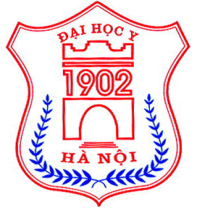 ĐẠI HỌC Y
1902
HÀ NỘI